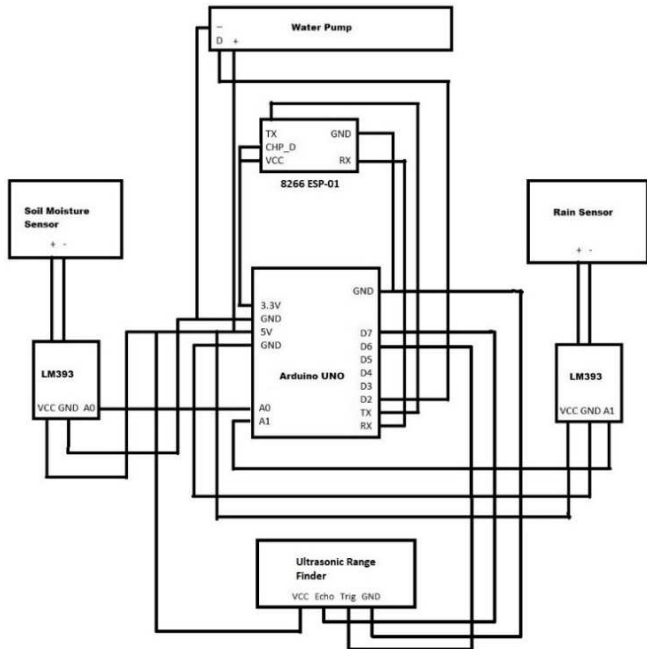 Water Pump
–
D +
TX GND
CHP_D
VCC RX
8266 ESP-01
Soil Moisture
Sensor
+ -
Rain Sensor
+ -
3.3V
GND
5V
GND
Arduino UNO
A0
A1
GND
D7
D6
D5
D4
D3
D2
TX
RX
LM393
VCC GND A0
LM393
VCC GND A1
Ultrasonic Range
Finder
VCC Echo Trig GND